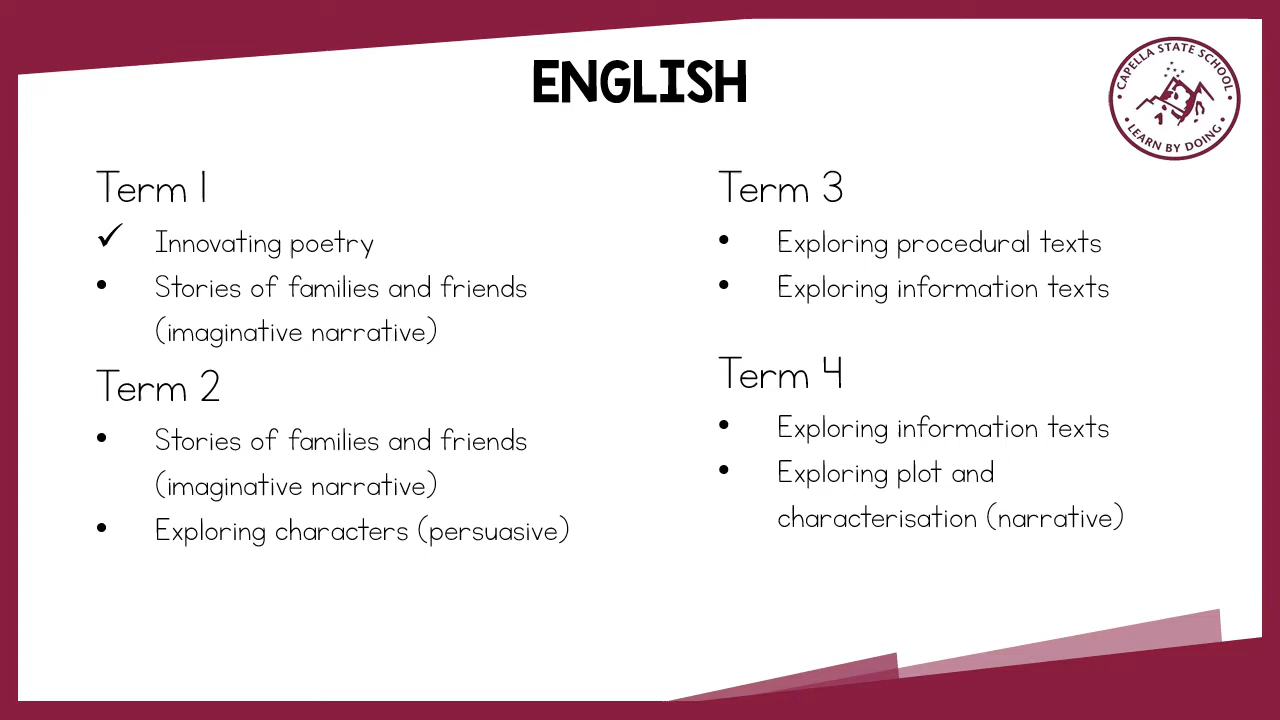 ENGLISH
CAPELLA STATE SCHOOL
• LEARN BY DOING •
Term 1
✓ Innovating poetry
• Stories of families and friends
(imaginative narrative)
Term 2
• Stories of families and friends
(imaginative narrative)
• Exploring characters (persuasive)
Term 3
• Exploring procedural texts
• Exploring information texts
Term 4
• Exploring information texts
• Exploring plot and
characterisation (narrative)